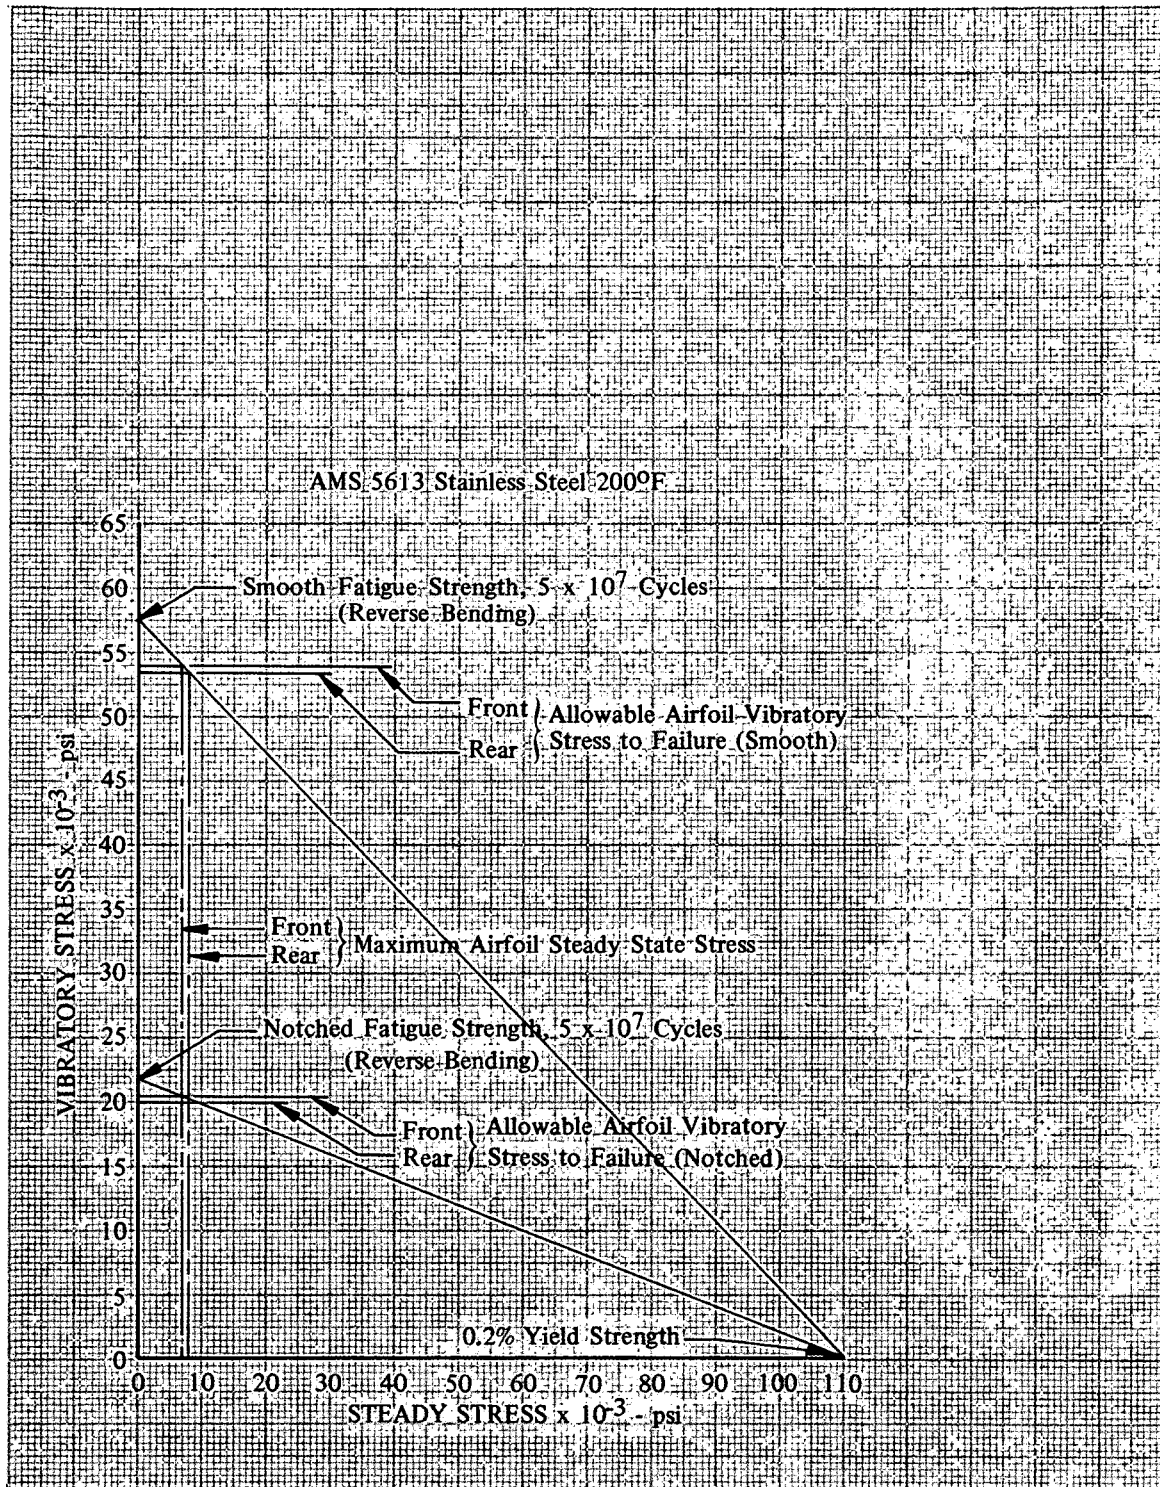 AMS 5613 Stainless Steel 200°F
65
60
55
50
45
40
35
30
25
20
15
10
5
0
VIBRATORY STRESS x 10-3 - psi
Smooth Fatigue Strength, 5 x 107 Cycles
(Reverse Bending)
Front
Rear
Allowable Airfoil Vibratory
Stress to Failure (Smooth)
Front
Rear
Maximum Airfoil Steady State Stress
Notched Fatigue Strength, 5 x 107 Cycles
(Reverse Bending)
Front
Rear
Allowable Airfoil Vibratory
Stress to Failure (Notched)
0.2% Yield Strength
0 10 20 30 40 50 60 70 80 90 100 110
STEADY STRESS x 10-3 - psi